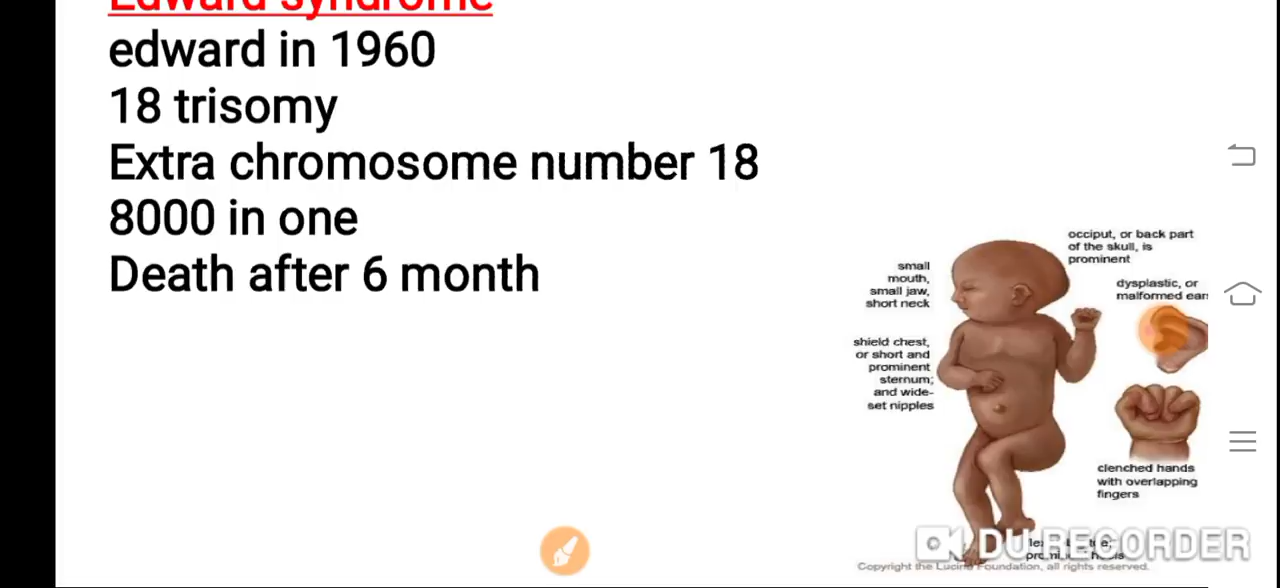 Edward syndrome
edward in 1960
18 trisomy
Extra chromosome number 18
8000 in one
Death after 6 month
occiput, or back part
of the skull, is
prominent
small
mouth,
small jaw,
short neck
dysplastic, or
malformed ears
shield chest,
or short and
prominent
sternum;
and wide-
set nipples
clenched hands
with overlapping
fingers
DU RECORDER
Copyright the Lucina Foundation, all rights reserved.